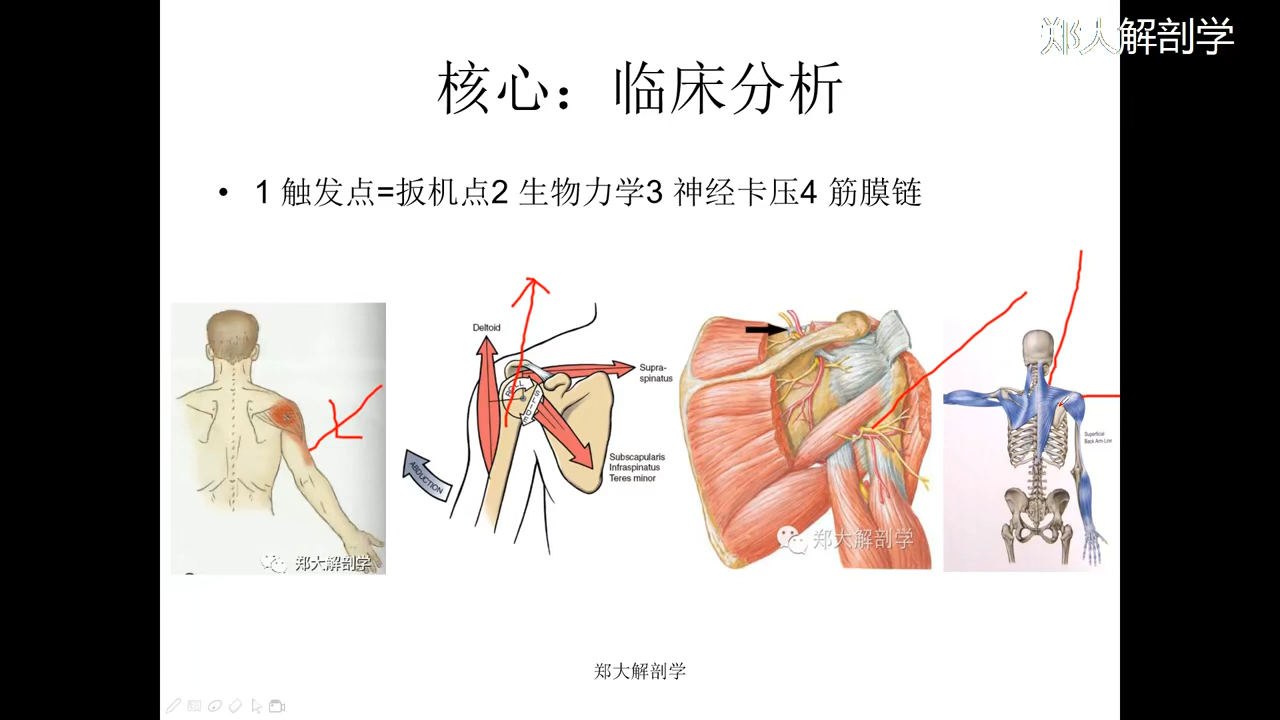 郑大解剖学
核心：临床分析
• 1 触发点=扳机点2 生物力学3 神经卡压4 筋膜链
Deltoid
Supra-
spinatus
ROLL
SLIDE
Subscapularis
Infraspinatus
Teres minor
ABDUCTION
Superficial
Back Arm Line
郑大解剖学
郑大解剖学
郑大解剖学